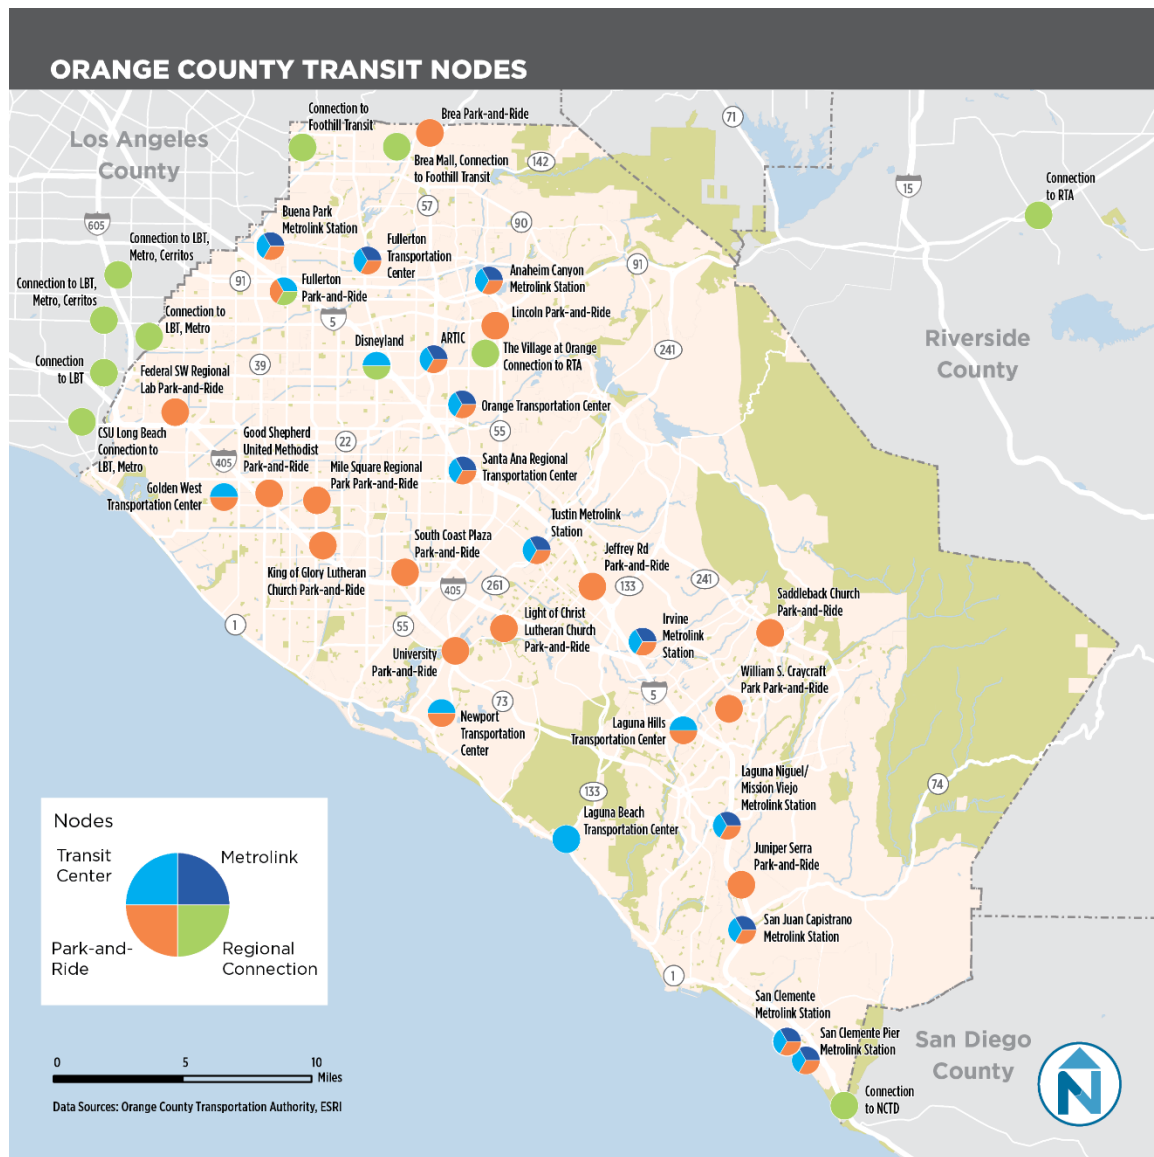 ORANGE COUNTY TRANSIT NODES
Los Angeles
County
Connection to
Foothill Transit
Brea Park-and-Ride
Brea Mall, Connection
to Foothill Transit
142
71
15
Connection
to RTA
57
90
605
Buena Park
Metrolink Station
Connection to LBT,
Metro, Cerritos
Fullerton
Transportation
Center
Anaheim Canyon
Metrolink Station
91
91
Connection to LBT,
Metro, Cerritos
Fullerton
Park-and-Ride
5
Lincoln Park-and-Ride
Connection to
LBT, Metro
Disneyland
ARTIC
The Village at Orange
Connection to RTA
241
Riverside
County
Connection
to LBT
39
Federal SW Regional
Lab Park-and-Ride
Orange Transportation Center
CSU Long Beach
Connection to
LBT, Metro
Good Shepherd
United Methodist
Park-and-Ride
22
55
405
Mile Square Regional
Park Park-and-Ride
Santa Ana Regional
Transportation Center
Golden West
Transportation Center
Tustin Metrolink
Station
South Coast Plaza
Park-and-Ride
Jeffrey Rd
Park-and-Ride
King of Glory Lutheran
Church Park-and-Ride
405
261
133
241
Saddleback Church
Park-and-Ride
1
55
Light of Christ
Lutheran Church
Park-and-Ride
Irvine
Metrolink
Station
University
Park-and-Ride
William S. Craycraft
Park Park-and-Ride
5
73
Newport
Transportation
Center
Laguna Hills
Transportation Center
Laguna Niguel/
Mission Viejo
Metrolink Station
74
133
Laguna Beach
Transportation Center
Juniper Serra
Park-and-Ride
San Juan Capistrano
Metrolink Station
1
San Clemente
Metrolink Station
San Clemente Pier
Metrolink Station
San Diego
County
Connection
to NCTD
N
Nodes
Transit
Center
Metrolink
Park-and-
Ride
Regional
Connection
0 5 10
Miles
Data Sources: Orange County Transportation Authority, ESRI